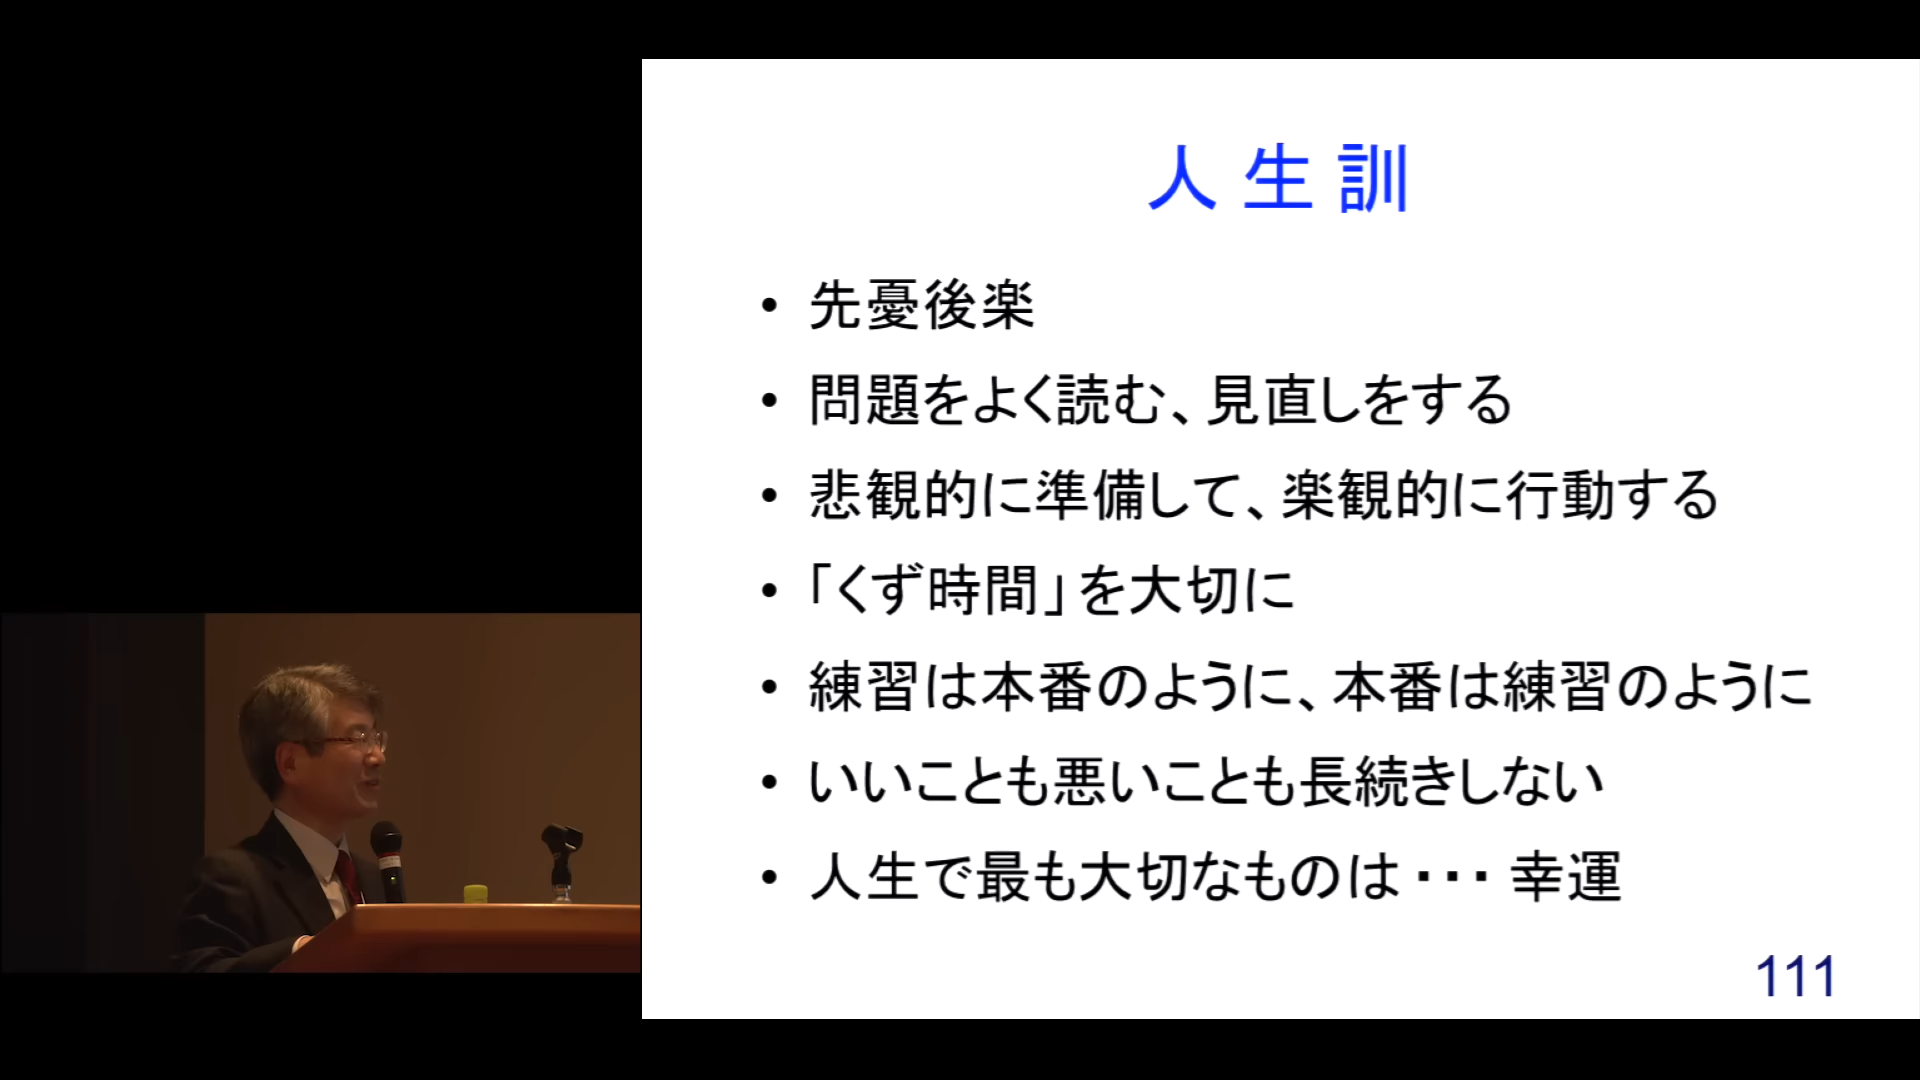 人生訓
• 先憂後楽
• 問題をよく読む、見直しをする
• 悲観的に準備して、楽観的に行動する
• 「くず時間」を大切に
• 練習は本番のように、本番は練習のように
• いいことも悪いことも長続きしない
• 人生で最も大切なものは・・・幸運
111